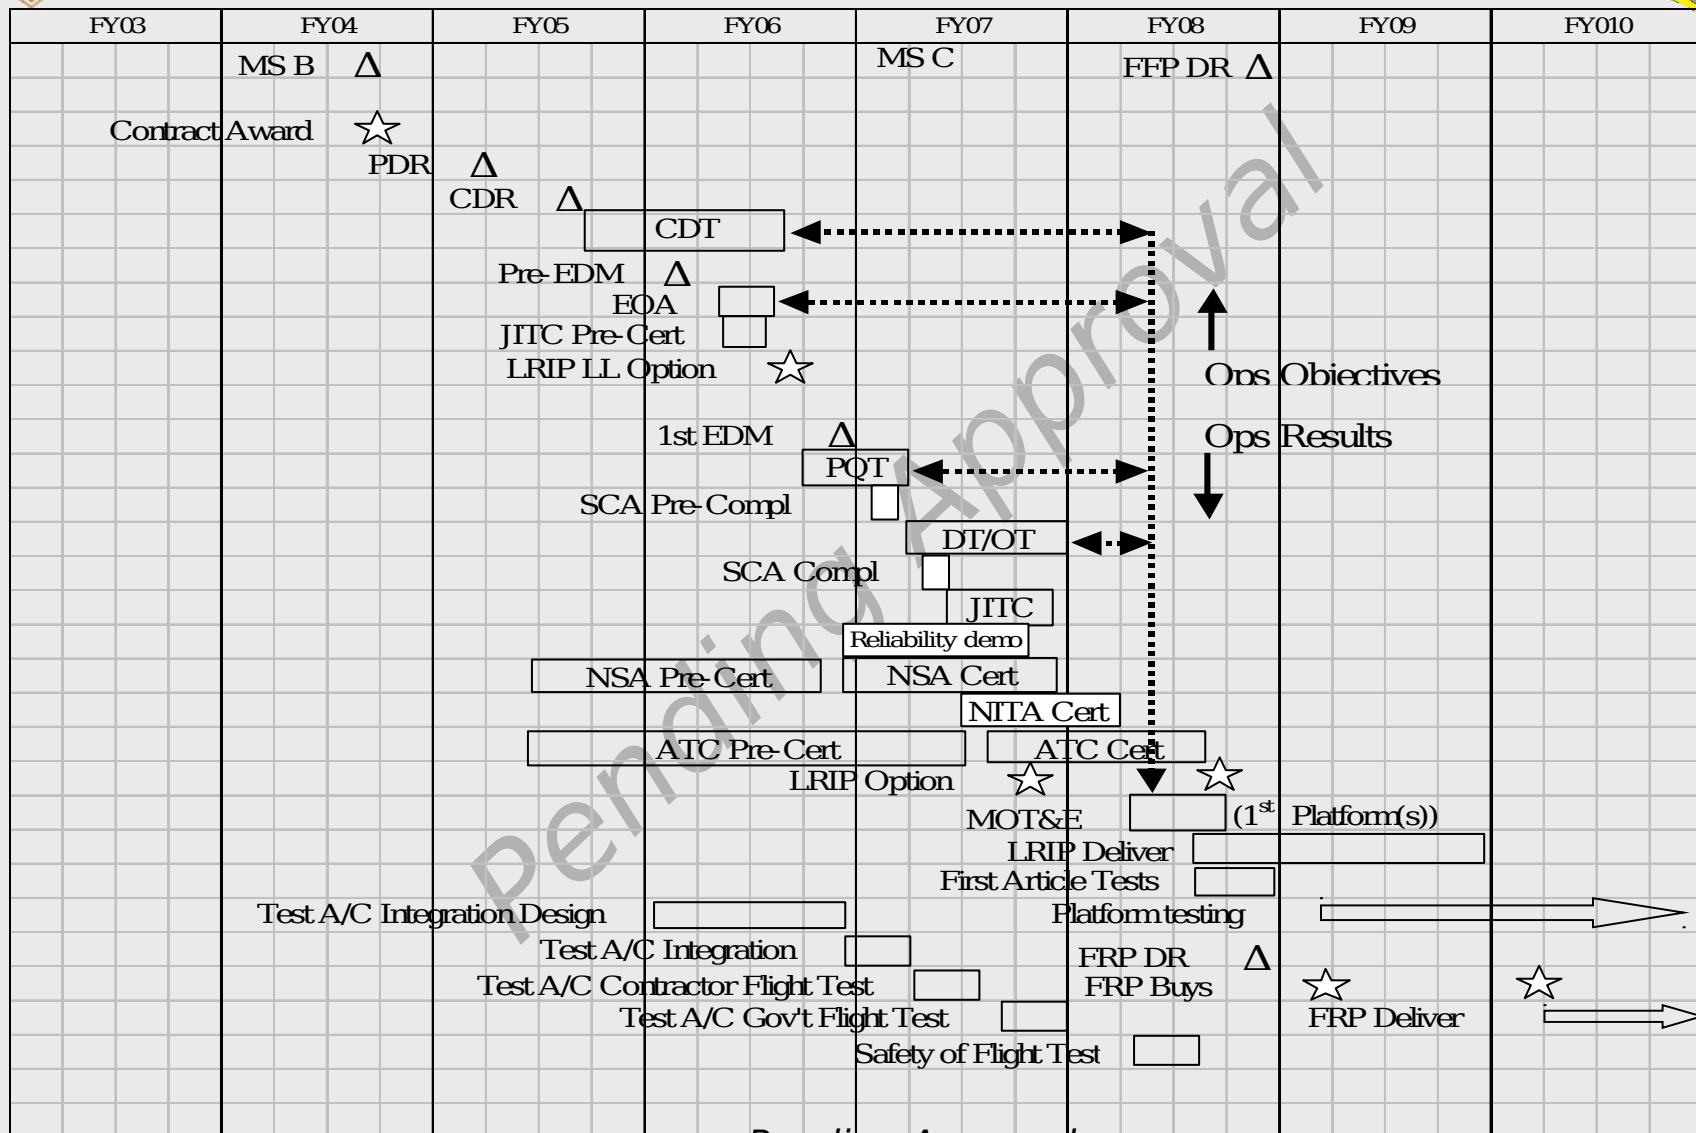 FY03 FY04 FY05 FY06 FY07 FY08 FY09 FY010
MS B Δ MS C FFP DR Δ
Contract Award
PDR Δ
CDR Δ
CDT
Pre-EDM Δ
EOA
JITC Pre-Cert
LRIP LL Option
Ops Objectives
1st EDM Δ
Ops Results
PQT
SCA Pre-Compl
DT/OT
SCA Compl
JITC
Reliability demo
NSA Pre-Cert NSA Cert
NITA Cert
ATC Pre-Cert ATC Cert
LRIP Option
MOT&E (1st Platform(s))
LRIP Deliver
First Article Tests
Test A/C Integration Design Platform testing
Test A/C Integration FRP DR Δ
Test A/C Contractor Flight Test FRP Buys
Test A/C Gov't Flight Test FRP Deliver
Safety of Flight Test
Pending Approval